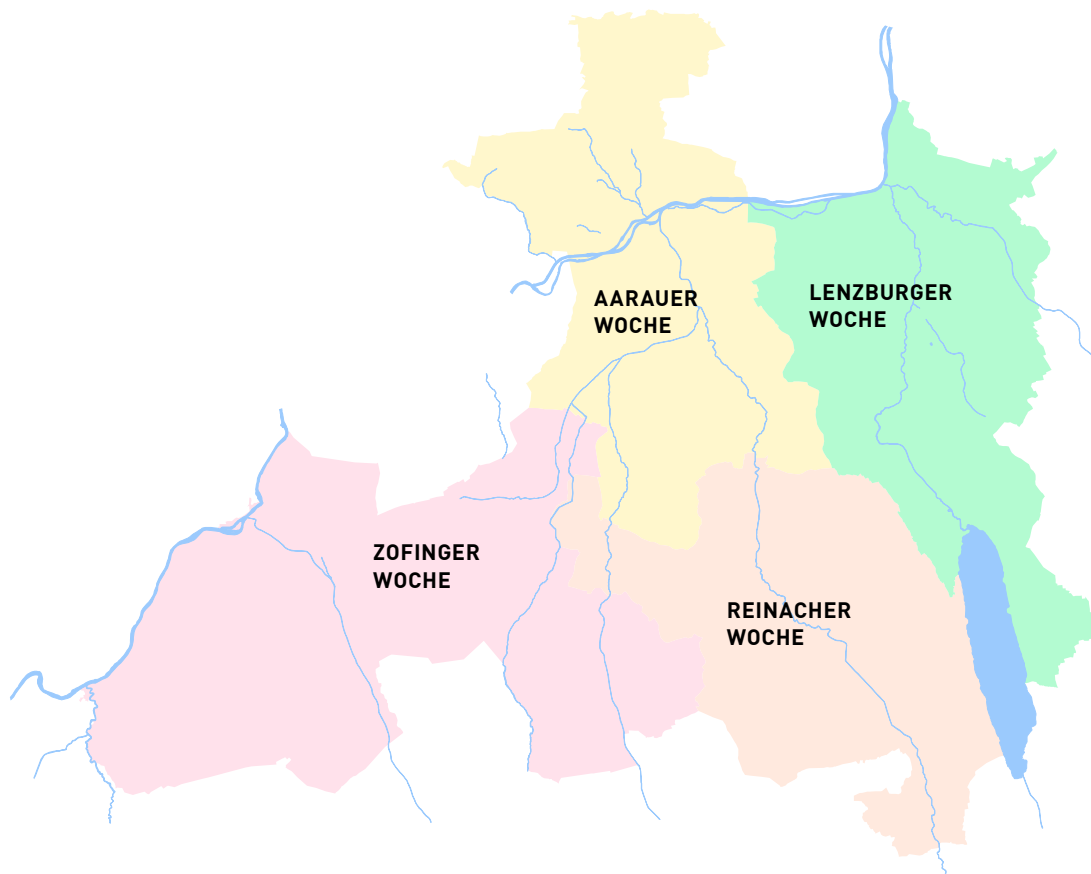 AARAUER
WOCHE
LENZBURGER
WOCHE
ZOFINGER
WOCHE
REINACHER
WOCHE